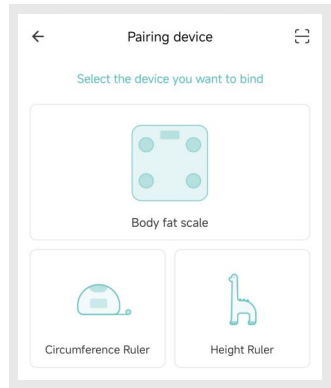 Pairing device
Select the device you want to bind
Body fat scale
Circumference Ruler
Height Ruler